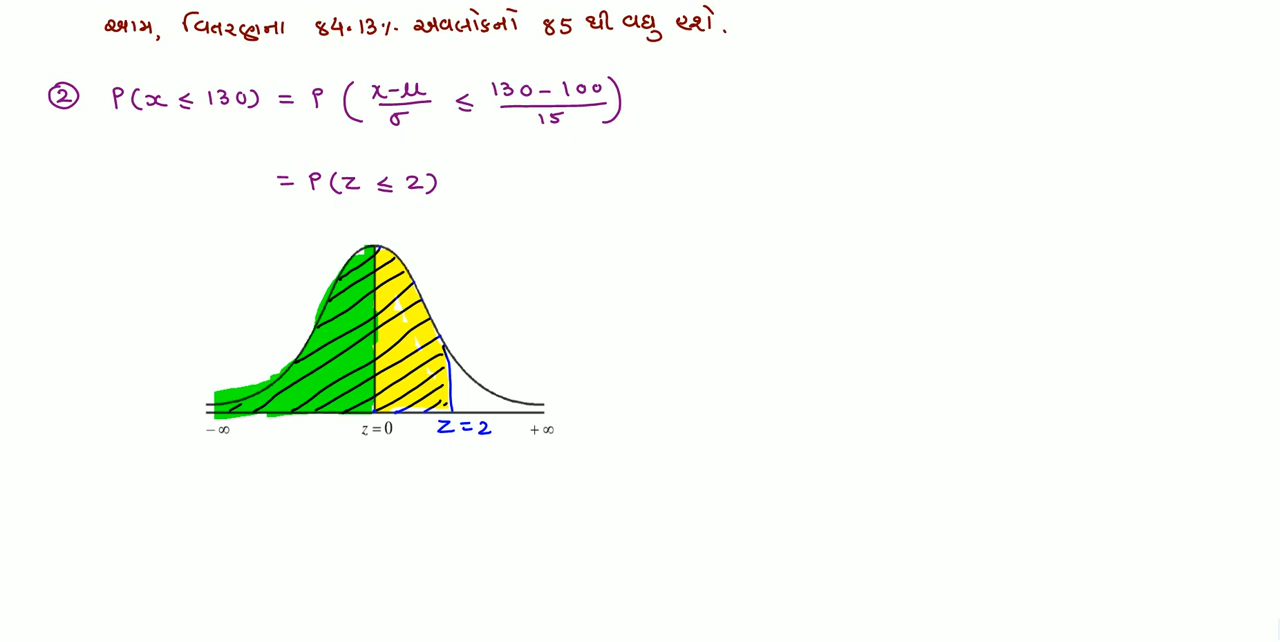 આમ, વિતરણના 84.13% અવલોકનો 85 થી વધુ હશે.
② P(x ≤ 130) = P ( x-μ/σ ≤ 130-100/15 )
= P(Z ≤ 2)
-∞ z=0 Z=2 +∞